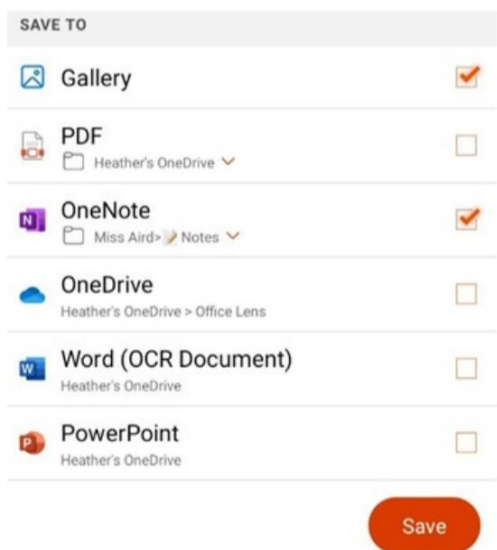 SAVE TO
Gallery
PDF
Heather's OneDrive
OneNote
Miss Aird> 📝 Notes
OneDrive
Heather's OneDrive > Office Lens
Word (OCR Document)
Heather's OneDrive
PowerPoint
Heather's OneDrive
Save